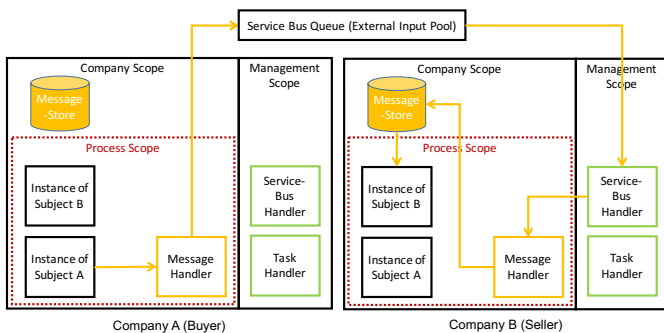 Service Bus Queue (External Input Pool)
Company Scope
Management
Scope
Message
-Store
Process Scope
Instance of
Subject B
Service-
Bus
Handler
Instance of
Subject A
Message
Handler
Task
Handler
Company A (Buyer)
Company Scope
Management
Scope
Message
-Store
Process Scope
Instance of
Subject B
Service-
Bus
Handler
Instance of
Subject A
Message
Handler
Task
Handler
Company B (Seller)